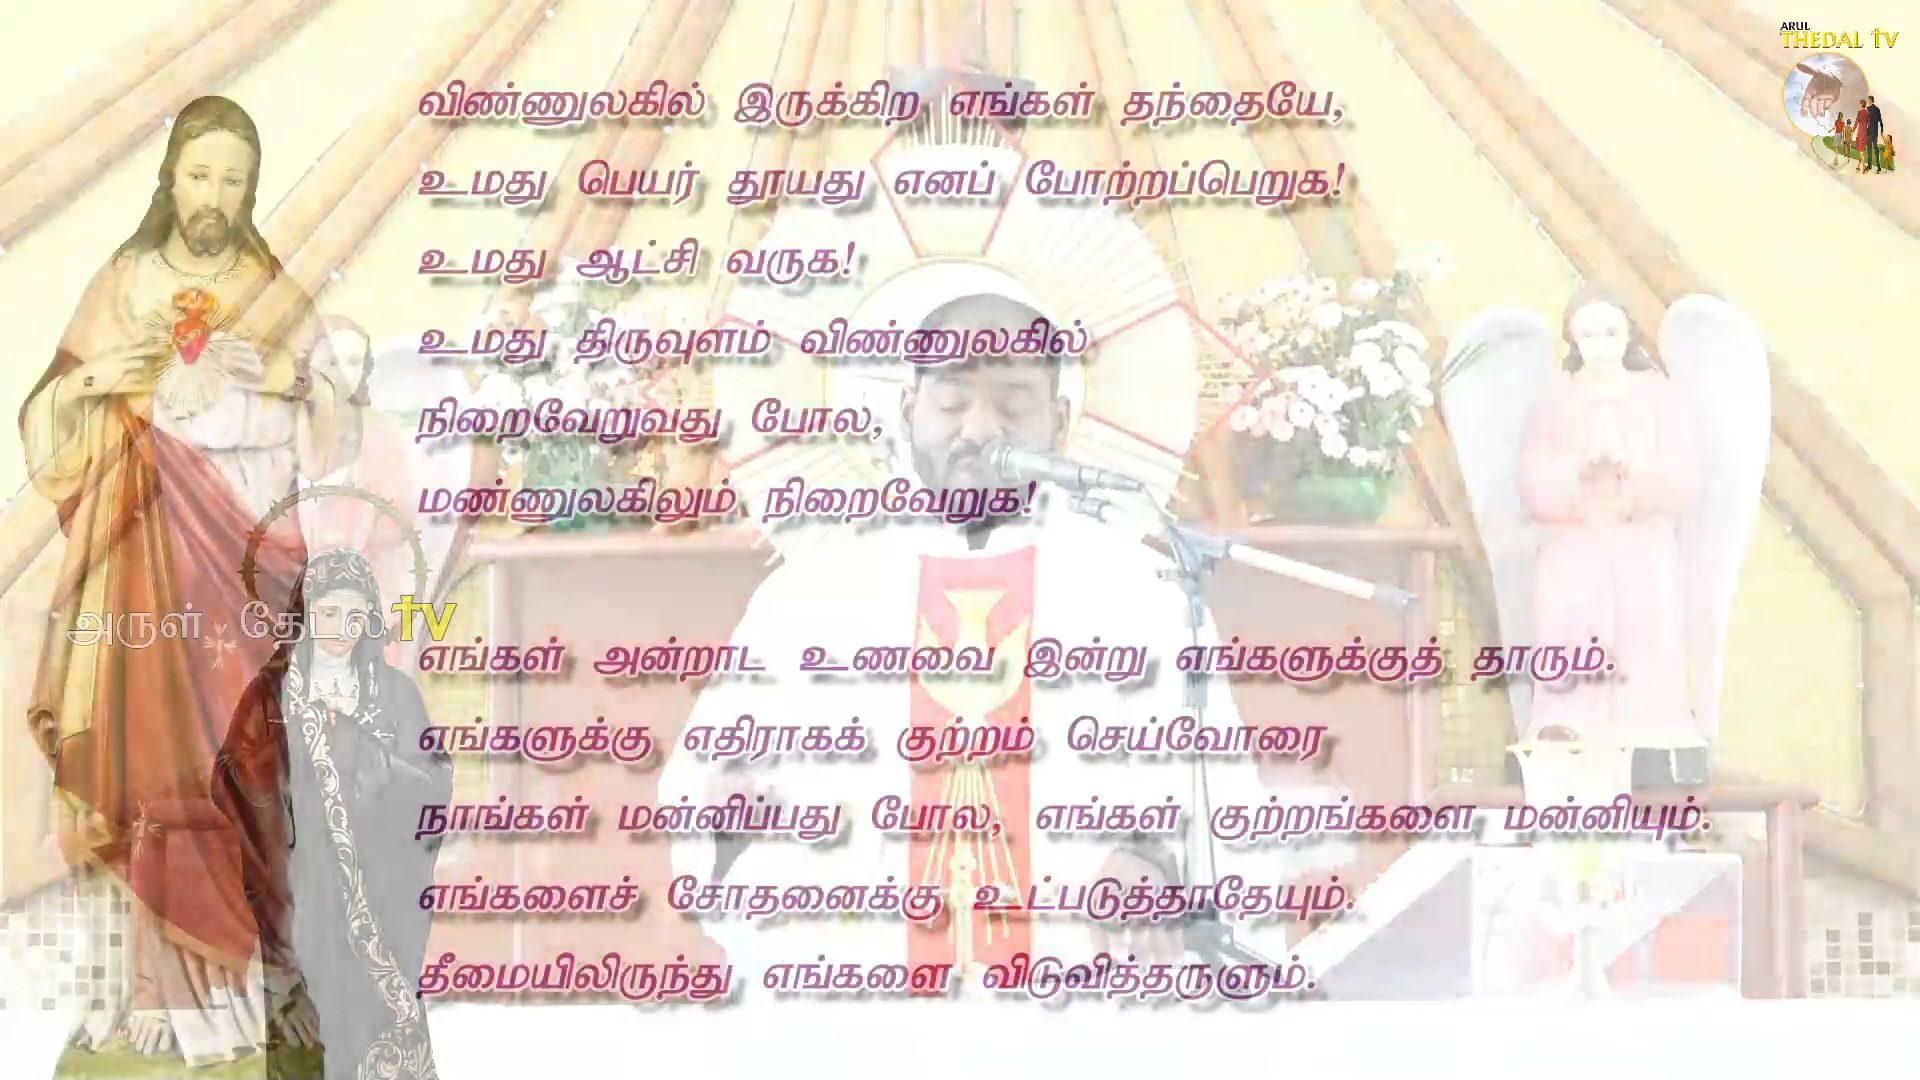 ARUL
THEDAL TV
விண்ணுலகில் இருக்கிற எங்கள் தந்தையே,
உமது பெயர் தூயது எனப் போற்றப்பெறுக!
உமது ஆட்சி வருக!
உமது திருவுளம் விண்ணுலகில்
நிறைவேறுவது போல,
மண்ணுலகிலும் நிறைவேறுக!
அருள் தேடல் TV
எங்கள் அன்றாட உணவை இன்று எங்களுக்குத் தாரும்.
எங்களுக்கு எதிராகக் குற்றம் செய்வோரை
நாங்கள் மன்னிப்பது போல, எங்கள் குற்றங்களை மன்னியும்.
எங்களைச் சோதனைக்கு உட்படுத்தாதேயும்.
தீமையிலிருந்து எங்களை விடுவித்தருளும்.